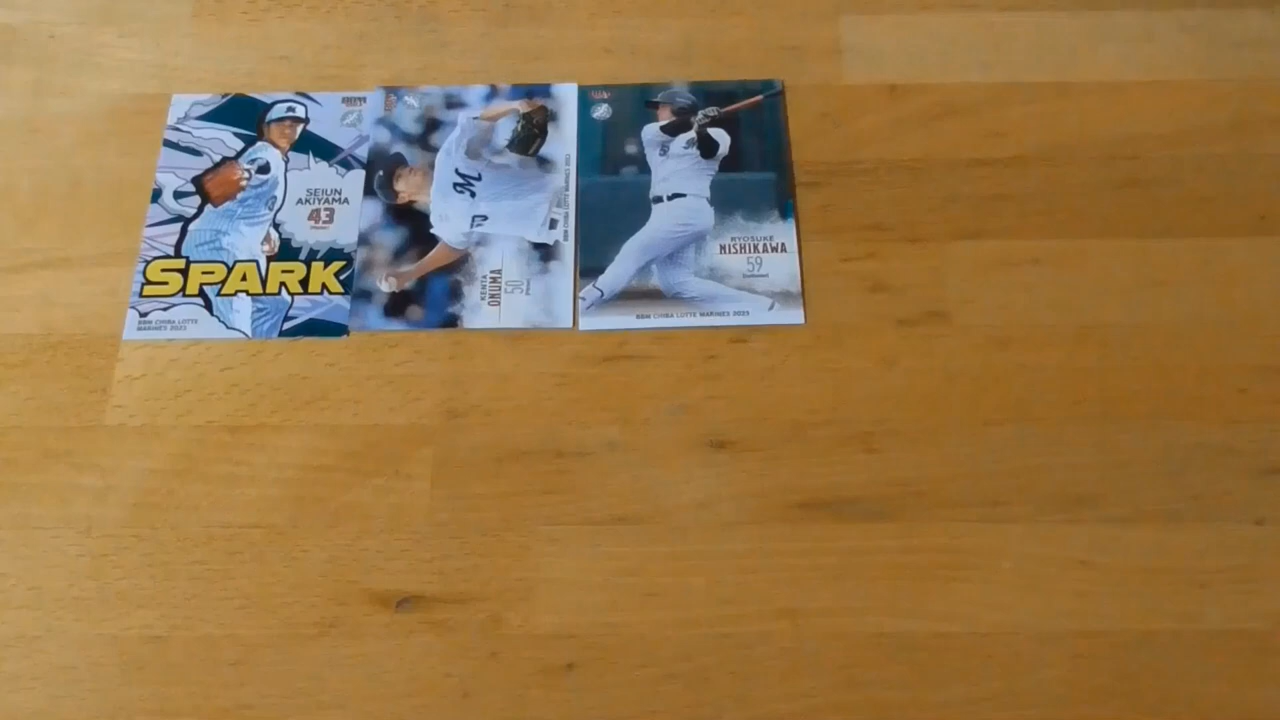 SEIUN
AKIYAMA
43
SPARK
BBM CHIBA LOTTE
MARINES 2023
M
KENTA
ONUMA
50
BBM CHIBA LOTTE MARINES 2023
RYOSUKE
NISHIKAWA
59
BBM CHIBA LOTTE MARINES 2023